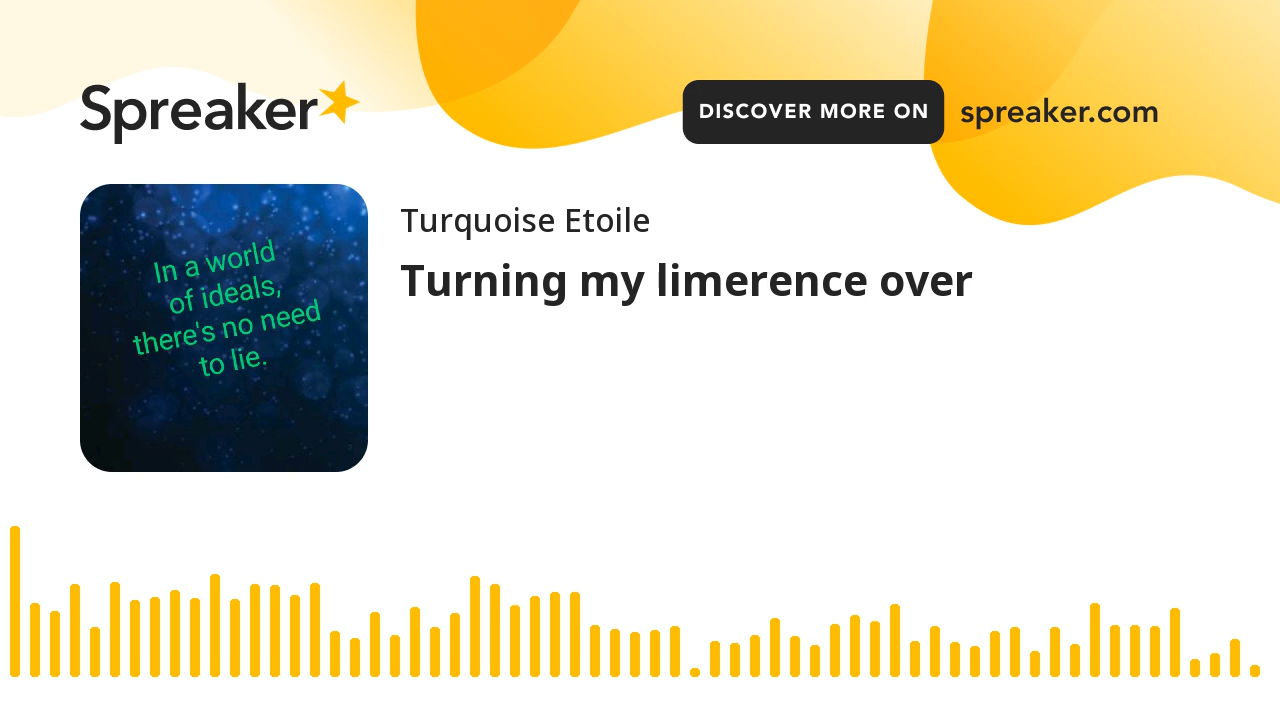 Spreaker
DISCOVER MORE ON spreaker.com
In a world
of ideals,
there's no need
to lie.
Turquoise Etoile
Turning my limerence over